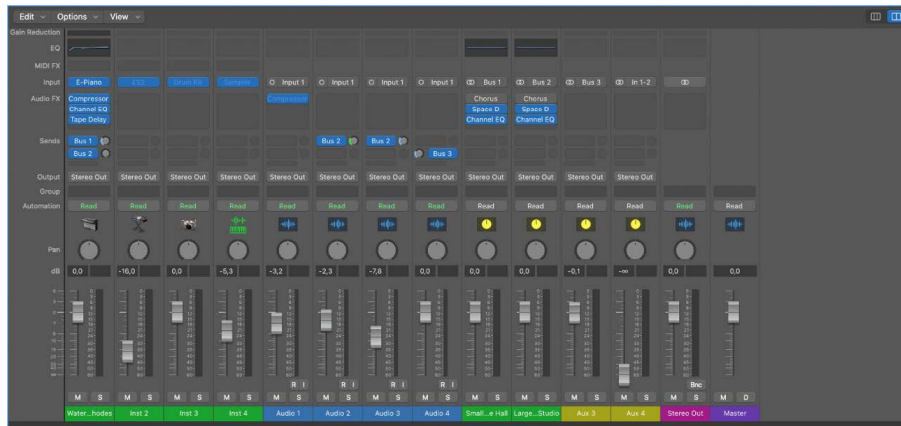 Edit Options View
Gain Reduction
EQ
MIDI FX
Input E-Piano ES2 Drum Kit Sampler Input 1 Input 1 Input 1 Input 1 Bus 1 Bus 2 Bus 3 In 1-2
Audio FX Compressor Compressor Chorus Chorus
Channel EQ Space D Space D
Tape Delay Channel EQ Channel EQ
Sends Bus 1 Bus 2 Bus 2
Bus 2 Bus 3
Output Stereo Out Stereo Out Stereo Out Stereo Out Stereo Out Stereo Out Stereo Out Stereo Out Stereo Out Stereo Out Stereo Out Stereo Out
Group
Automation Read Read Read Read Read Read Read Read Read Read Read Read Read Read
Pan
dB 0,0 -16,0 0,0 -5,3 -3,2 -2,3 -7,8 0,0 0,0 0,0 -0,1 -∞ 0,0 0,0
R I R I R I R I Bnc
M S M S M S M S M S M S M S M S M S M S M S M S M S M D
Water...hodes Inst 2 Inst 3 Inst 4 Audio 1 Audio 2 Audio 3 Audio 4 Small...e Hall Large...Studio Aux 3 Aux 4 Stereo Out Master